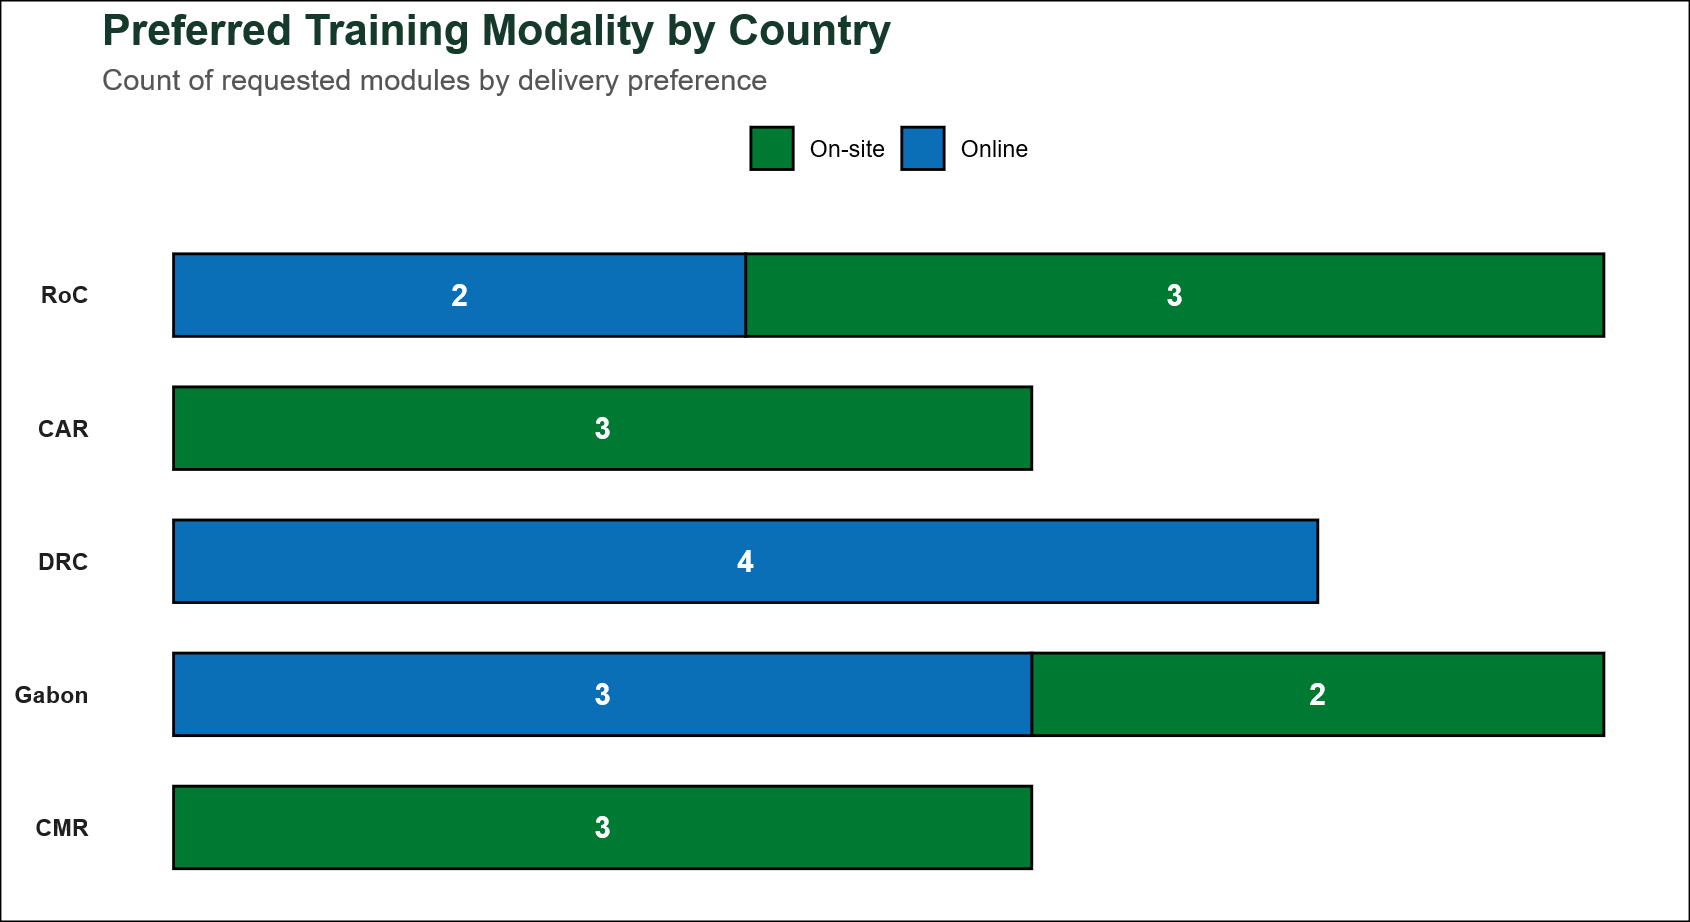 Preferred Training Modality by Country
Count of requested modules by delivery preference
On-site Online
RoC 2 3
CAR 3
DRC 4
Gabon 3 2
CMR 3